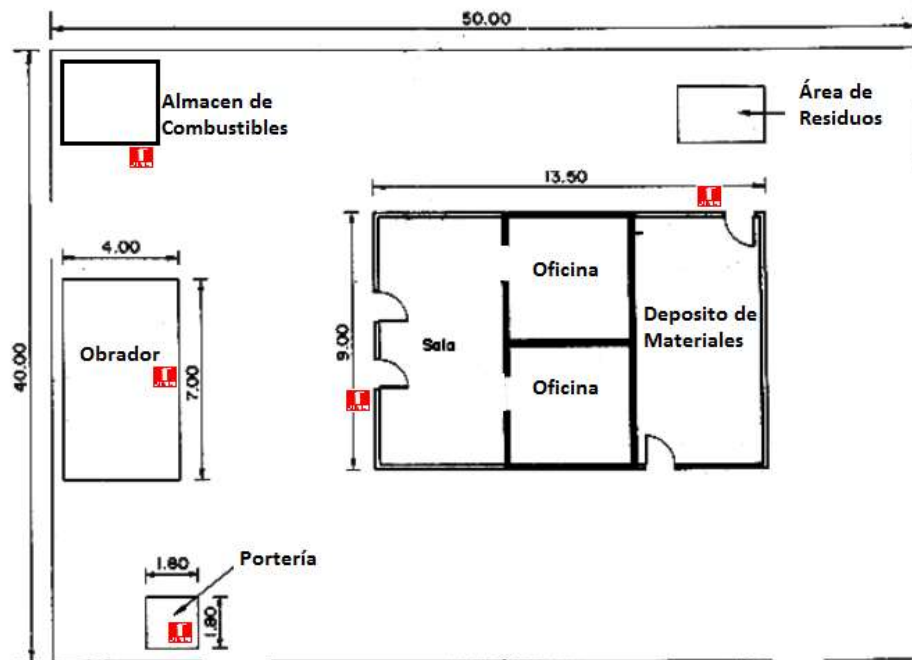 50.00
Almacen de
Combustibles
Área de
Residuos
13.50
4.00
Oficina
40.00
9.00
Deposito de
Materiales
Sala
Obrador
7.00
Oficina
Portería
1.80
1.80